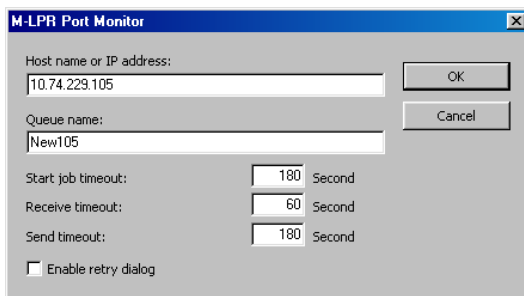 M-LPR Port Monitor
Host name or IP address:
10.74.229.105
OK
Queue name:
New105
Cancel
Start job timeout: 180 Second
Receive timeout: 60 Second
Send timeout: 180 Second
Enable retry dialog